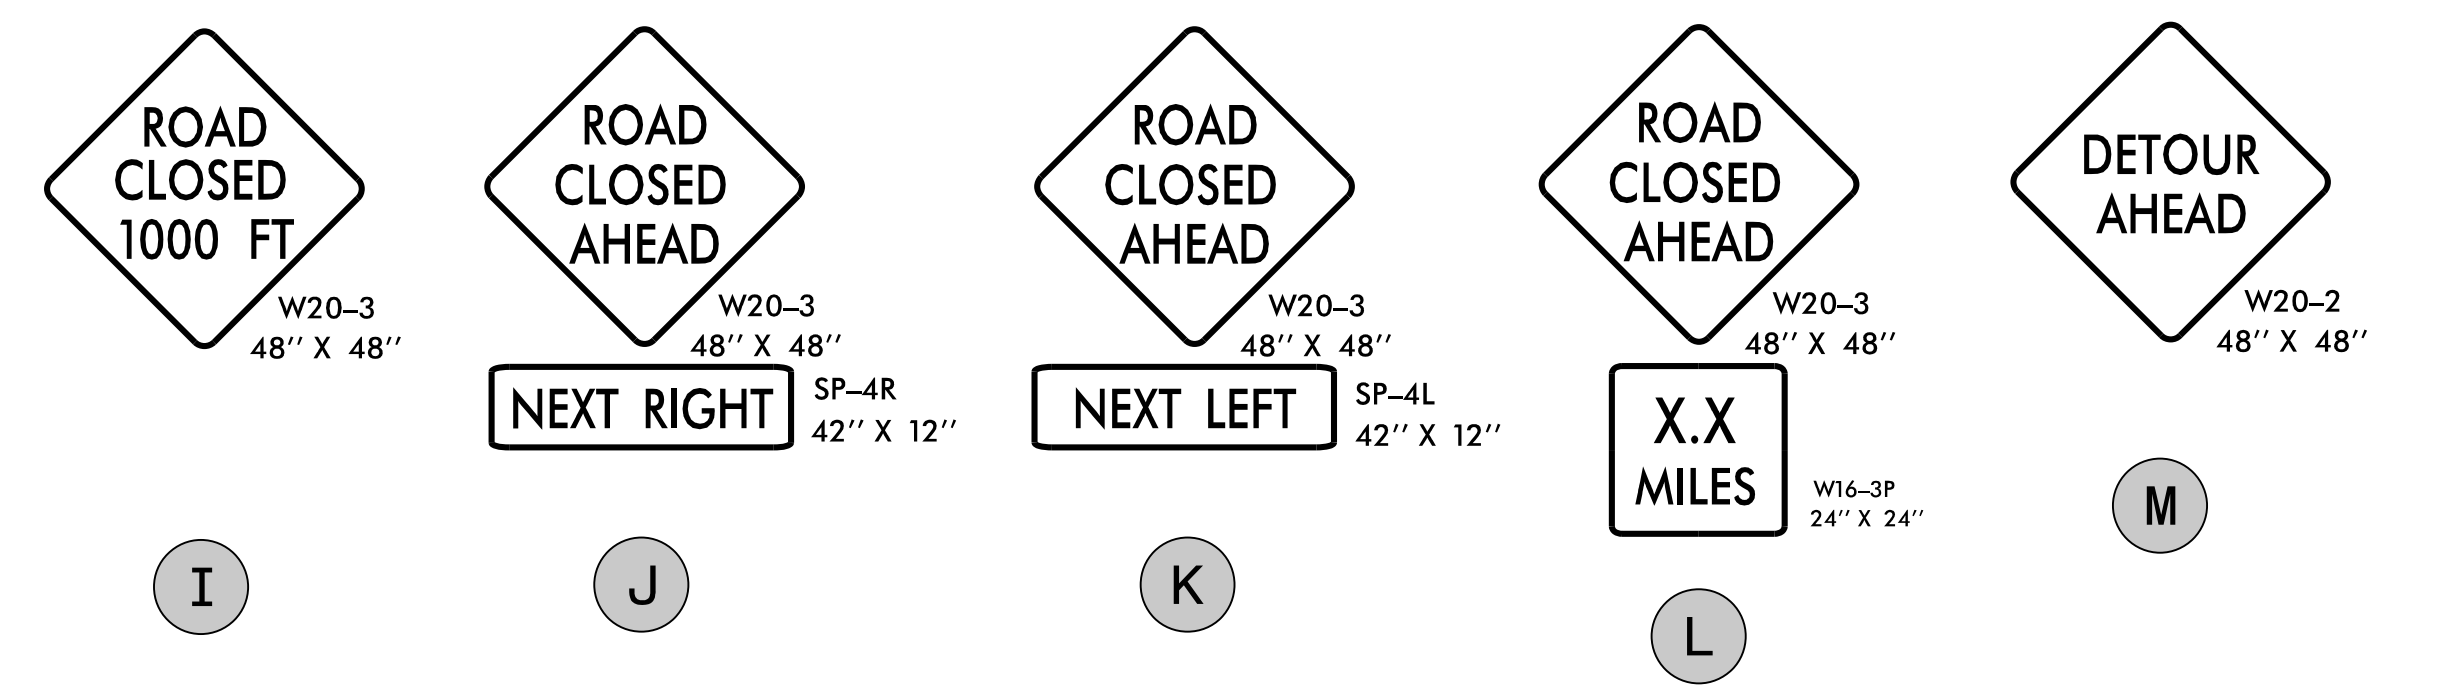 ROAD
CLOSED
1000 FT
W20–3
48’’ X 48’’
I
ROAD
CLOSED
AHEAD
W20–3
48’’ X 48’’
NEXT RIGHT
SP–4R
42’’ X 12’’
J
ROAD
CLOSED
AHEAD
W20–3
48’’ X 48’’
NEXT LEFT
SP–4L
42’’ X 12’’
K
ROAD
CLOSED
AHEAD
W20–3
48’’ X 48’’
X.X
MILES
W16–3P
24’’ X 24’’
L
DETOUR
AHEAD
W20–2
48’’ X 48’’
M